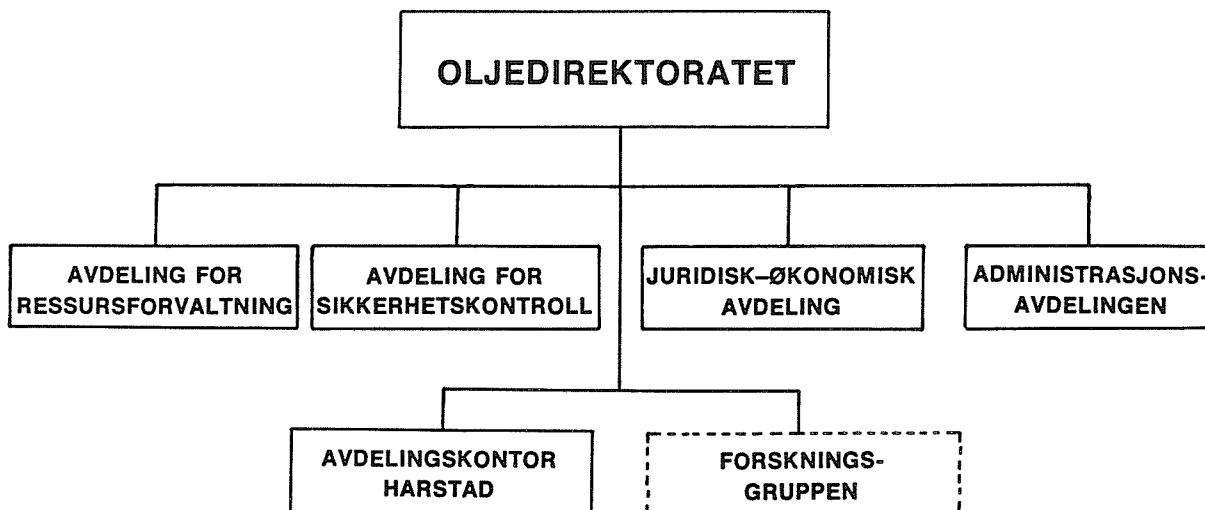 OLJEDIREKTORATET
AVDELING FOR
RESSURSFORVALTNING
AVDELING FOR
SIKKERHETSKONTROLL
JURIDISK–ØKONOMISK
AVDELING
ADMINISTRASJONS-
AVDELINGEN
AVDELINGSKONTOR
HARSTAD
FORSKNINGS-
GRUPPEN